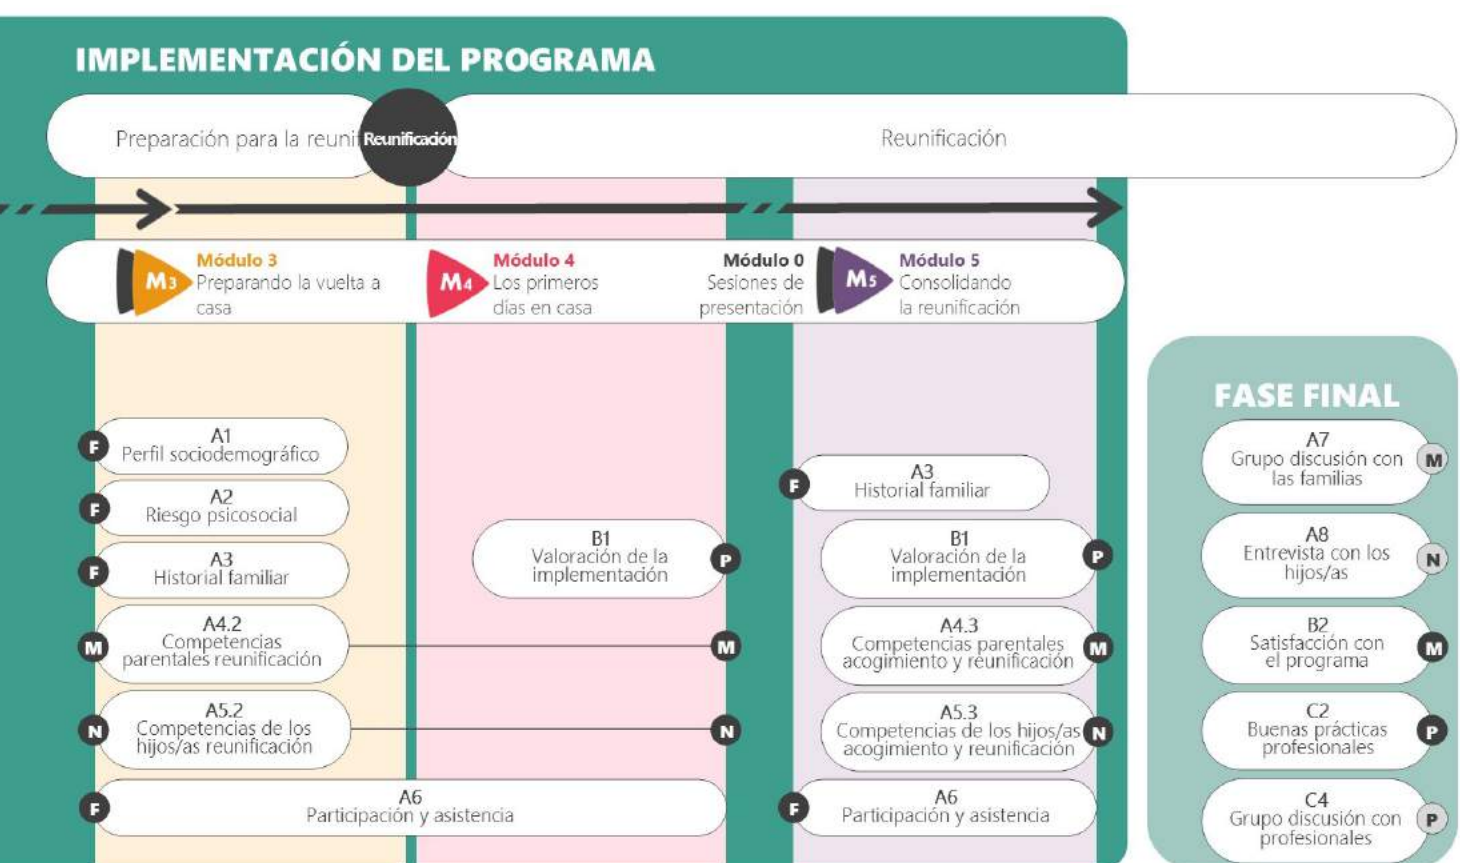 IMPLEMENTACIÓN DEL PROGRAMA
Preparación para la reuni
Reunificación
Reunificación
M3
Módulo 3
Preparando la vuelta a
casa
M4
Módulo 4
Los primeros
días en casa
Módulo 0
Sesiones de
presentación
M5
Módulo 5
Consolidando
la reunificación
F
A1
Perfil sociodemográfico
F
A2
Riesgo psicosocial
F
A3
Historial familiar
M
A4.2
Competencias
parentales reunificación
M
N
A5.2
Competencias de los
hijos/as reunificación
N
F
A6
Participación y asistencia
B1
Valoración de la
implementación
P
F
A3
Historial familiar
B1
Valoración de la
implementación
P
A4.3
Competencias parentales
acogimiento y reunificación
M
A5.3
Competencias de los hijos/as
acogimiento y reunificación
N
F
A6
Participación y asistencia
FASE FINAL
A7
Grupo discusión con
las familias
M
A8
Entrevista con los
hijos/as
N
B2
Satisfacción con
el programa
M
C2
Buenas prácticas
profesionales
P
C4
Grupo discusión con
profesionales
P